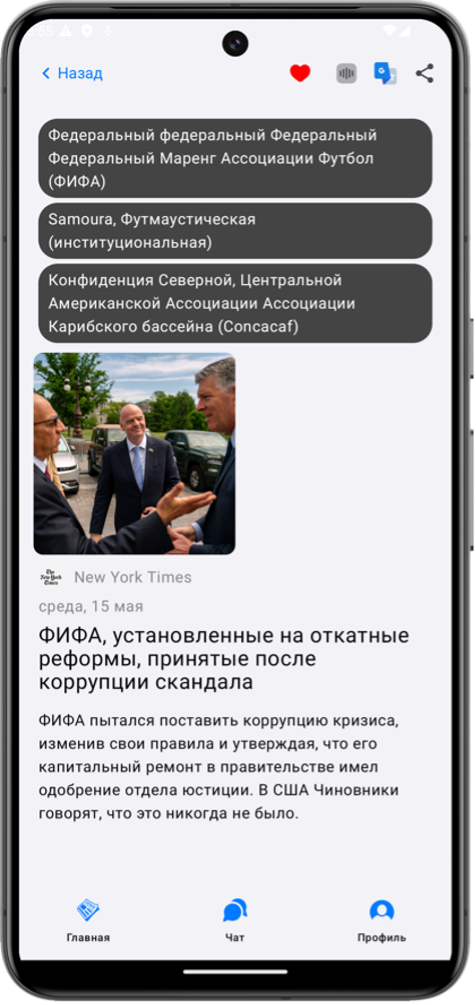 Назад
Федеральный федеральный Федеральный
Федеральный Маренг Ассоциации Футбол
(ФИФА)
Samoura, Футмаустическая
(институциональная)
Конфиденция Северной, Центральной
Американской Ассоциации Ассоциации
Карибского бассейна (Concacaf)
The
New York
Times
New York Times
среда, 15 мая
ФИФА, установленные на откатные
реформы, принятые после
коррупции скандала
ФИФА пытался поставить коррупцию кризиса,
изменив свои правила и утверждая, что его
капитальный ремонт в правительстве имел
одобрение отдела юстиции. В США Чиновники
говорят, что это никогда не было.
Главная
Чат
Профиль